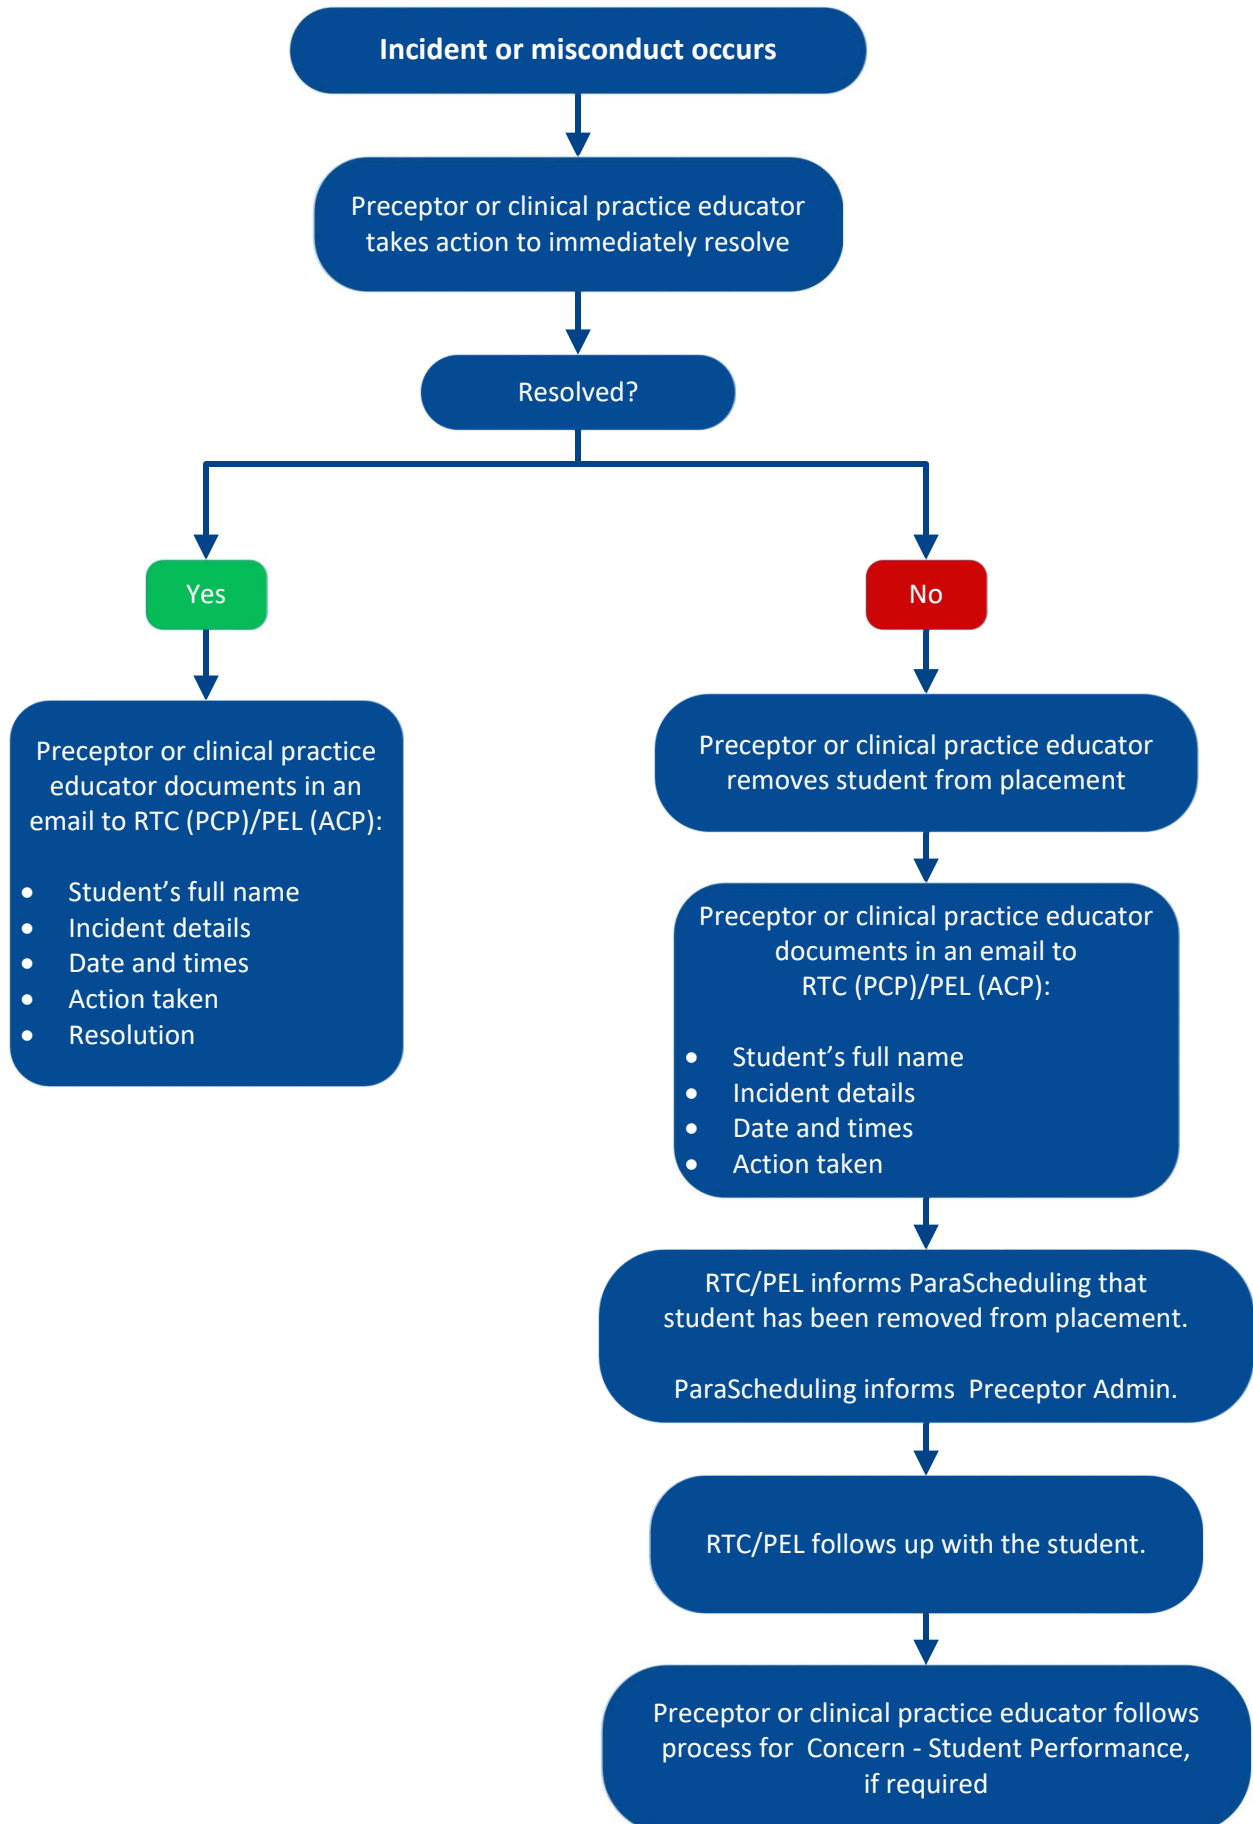 Incident or misconduct occurs
Preceptor or clinical practice educator
takes action to immediately resolve
Resolved?
Yes
No
Preceptor or clinical practice
educator documents in an
email to RTC (PCP)/PEL (ACP):
• Student’s full name
• Incident details
• Date and times
• Action taken
• Resolution
Preceptor or clinical practice educator
removes student from placement
Preceptor or clinical practice educator
documents in an email to
RTC (PCP)/PEL (ACP):
• Student’s full name
• Incident details
• Date and times
• Action taken
RTC/PEL informs ParaScheduling that
student has been removed from placement.
ParaScheduling informs Preceptor Admin.
RTC/PEL follows up with the student.
Preceptor or clinical practice educator follows
process for Concern - Student Performance,
if required